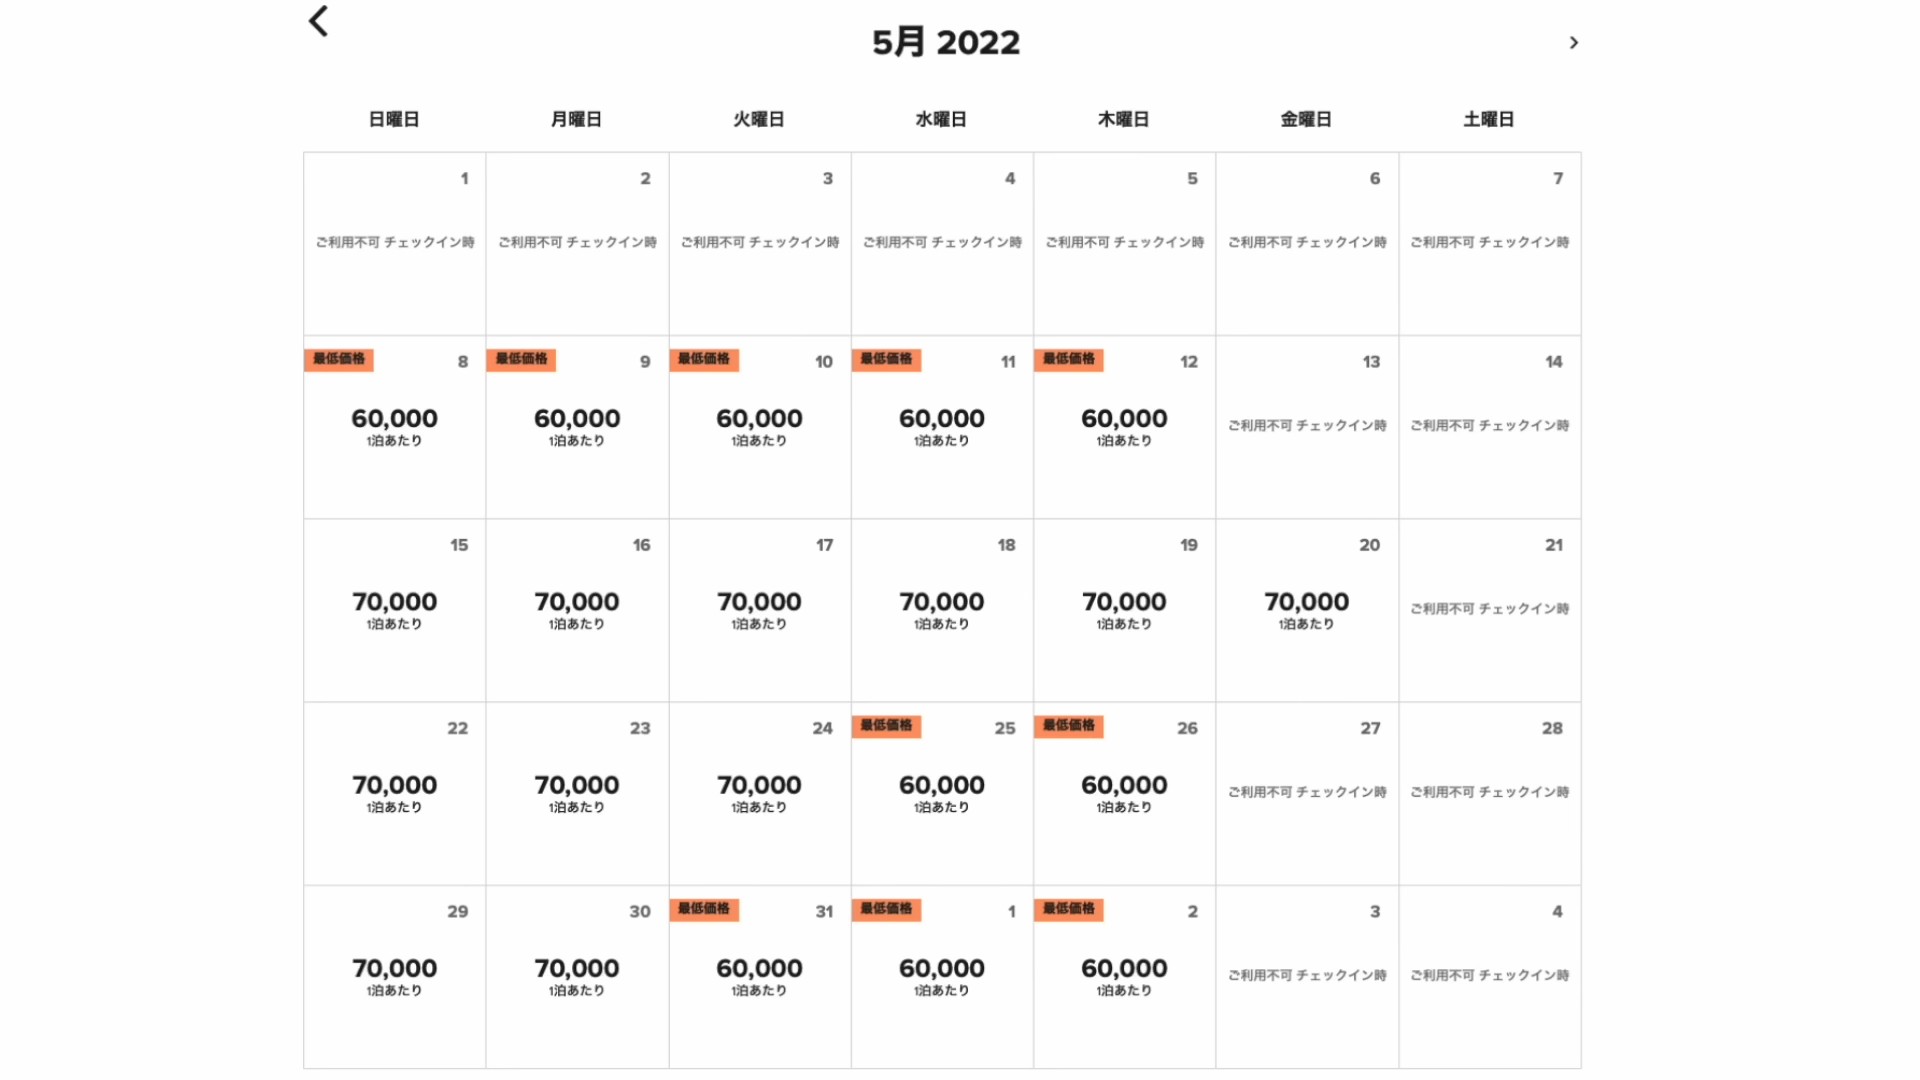 5月 2022
日曜日 月曜日 火曜日 水曜日 木曜日 金曜日 土曜日
1 2 3 4 5 6 7
ご利用不可 チェックイン時 ご利用不可 チェックイン時 ご利用不可 チェックイン時 ご利用不可 チェックイン時 ご利用不可 チェックイン時 ご利用不可 チェックイン時 ご利用不可 チェックイン時
最低価格 8 最低価格 9 最低価格 10 最低価格 11 最低価格 12 13 14
60,000 60,000 60,000 60,000 60,000 ご利用不可 チェックイン時 ご利用不可 チェックイン時
1泊あたり 1泊あたり 1泊あたり 1泊あたり 1泊あたり
15 16 17 18 19 20 21
70,000 70,000 70,000 70,000 70,000 70,000 ご利用不可 チェックイン時
1泊あたり 1泊あたり 1泊あたり 1泊あたり 1泊あたり 1泊あたり
22 23 24 最低価格 25 最低価格 26 27 28
70,000 70,000 70,000 60,000 60,000 ご利用不可 チェックイン時 ご利用不可 チェックイン時
1泊あたり 1泊あたり 1泊あたり 1泊あたり 1泊あたり
29 30 最低価格 31 最低価格 1 最低価格 2 3 4
70,000 70,000 60,000 60,000 60,000 ご利用不可 チェックイン時 ご利用不可 チェックイン時
1泊あたり 1泊あたり 1泊あたり 1泊あたり 1泊あたり